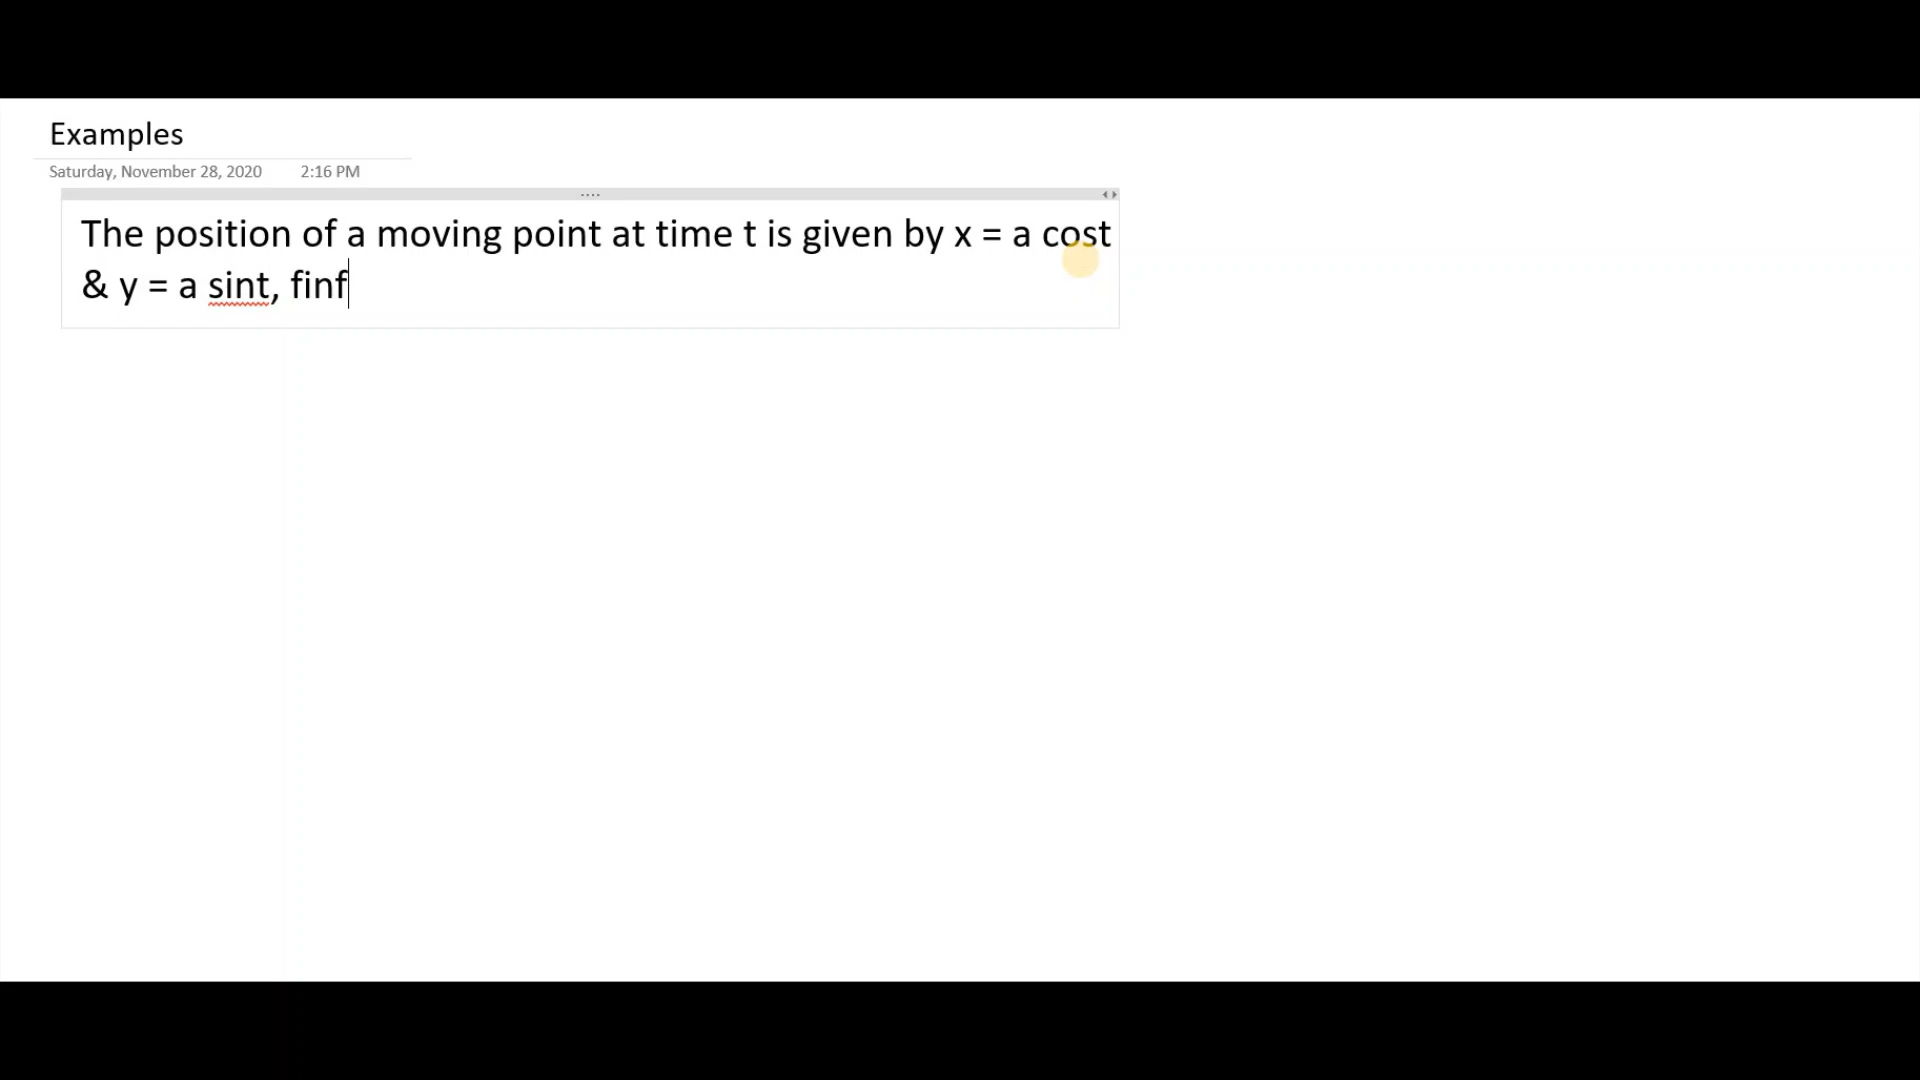 Examples
Saturday, November 28, 2020 2:16 PM
The position of a moving point at time t is given by x = a cost
& y = a sint, finf